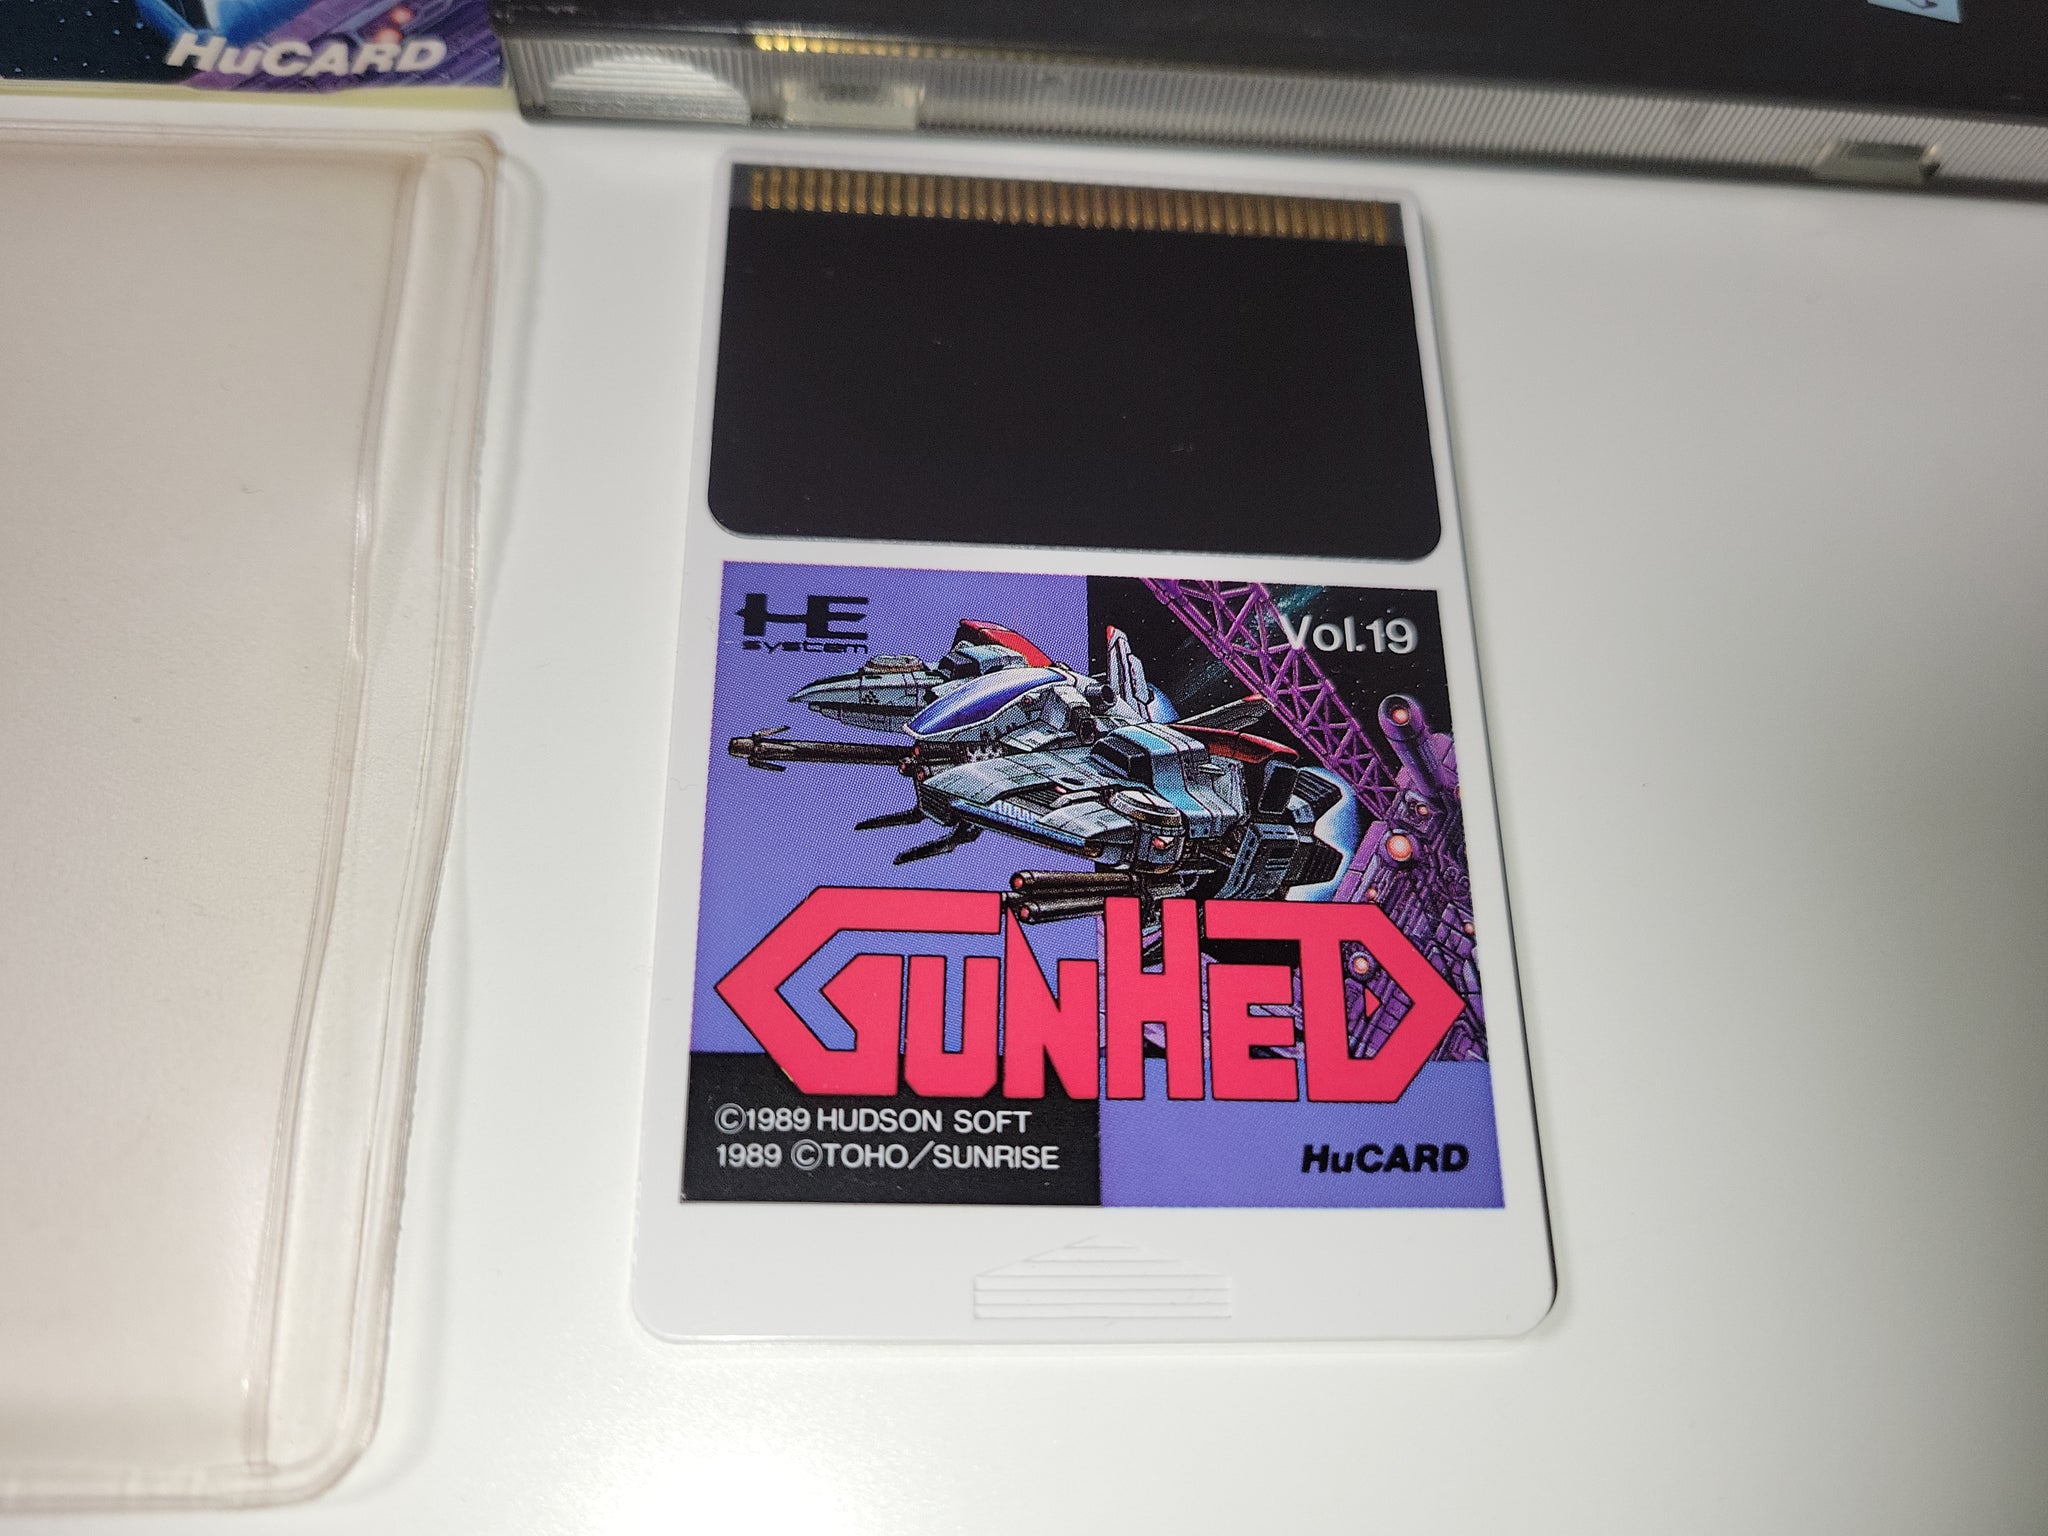 HuCARD
HE
system
Vol.19
GUNHED
©1989 HUDSON SOFT
1989 ©TOHO/SUNRISE
HuCARD